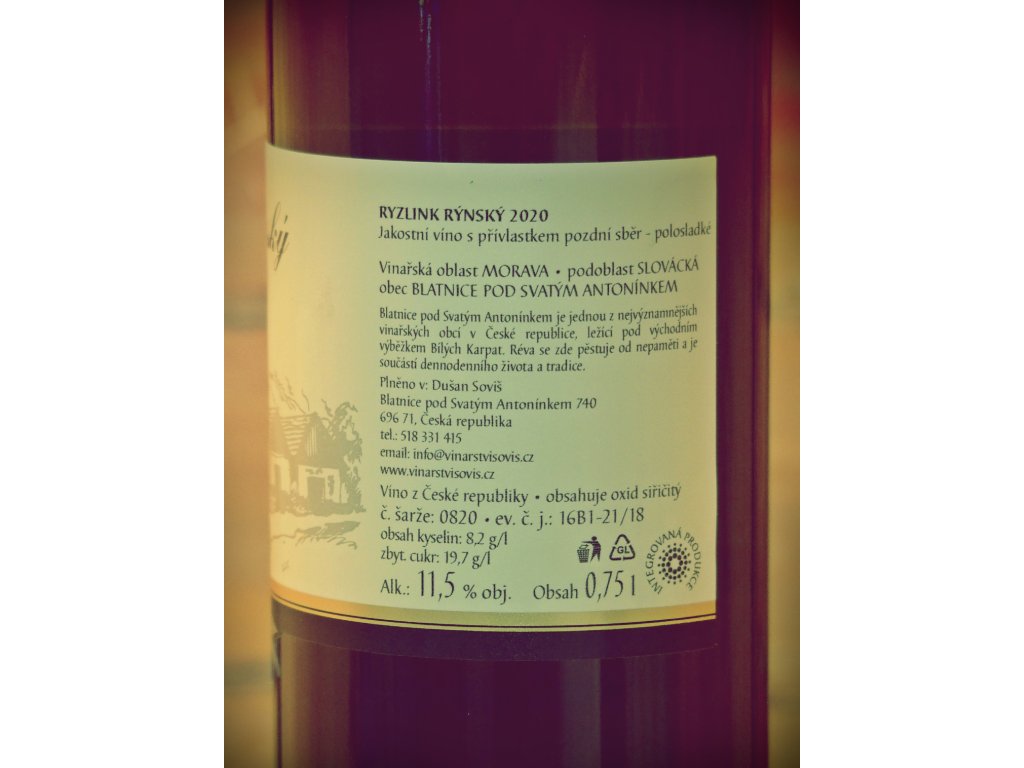 ký
RYZLINK RÝNSKÝ 2020
Jakostní víno s přívlastkem pozdní sběr - polosladké
Vinařská oblast MORAVA • podoblast SLOVÁCKÁ
obec BLATNICE POD SVATÝM ANTONÍNKEM
Blatnice pod Svatým Antonínkem je jednou z nejvýznamnějších
vinařských obcí v České republice, ležící pod východním
výběžkem Bílých Karpat. Réva se zde pěstuje od nepaměti a je
součástí dennodenního života a tradice.
Plněno v: Dušan Soviš
Blatnice pod Svatým Antonínkem 740
696 71, Česká republika
tel.: 518 331 415
email: info@vinarstvisovis.cz
www.vinarstvisovis.cz
Víno z České republiky • obsahuje oxid siřičitý
č. šarže: 0820 • ev. č. j.: 16B1-21/18
obsah kyselin: 8,2 g/l
zbyt. cukr: 19,7 g/l
Alk.: 11,5 % obj. Obsah 0,75 l
GL
INTEGROVANÁ PRODUKCE